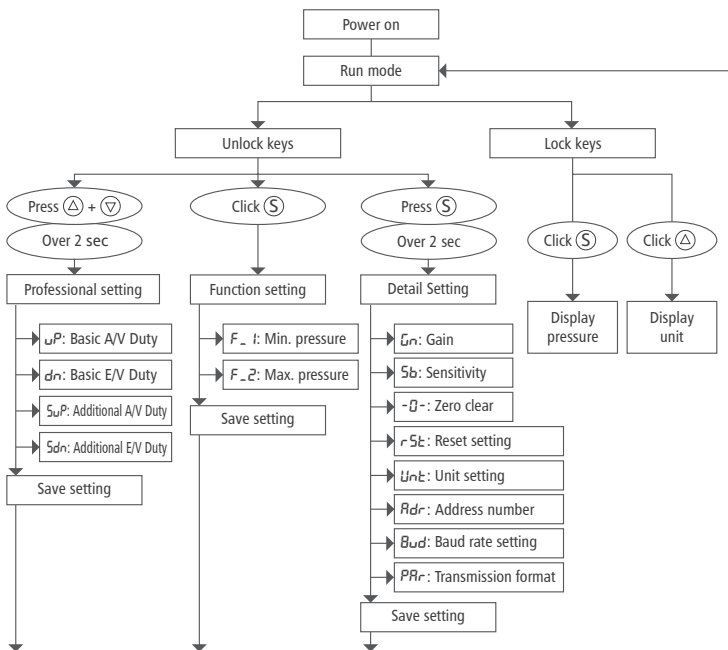 Power on
Run mode
Unlock keys
Lock keys
Press △ + ▽
Over 2 sec
Click Ⓢ
Press Ⓢ
Over 2 sec
Click Ⓢ
Click △
Professional setting
Function setting
Detail Setting
Display
pressure
Display
unit
uP: Basic A/V Duty
dn: Basic E/V Duty
SuP: Additional A/V Duty
Sdn: Additional E/V Duty
Save setting
F_1: Min. pressure
F_2: Max. pressure
Save setting
Gn: Gain
Sb: Sensitivity
-0-: Zero clear
rSt: Reset setting
Unt: Unit setting
Adr: Address number
Bud: Baud rate setting
PAr: Transmission format
Save setting